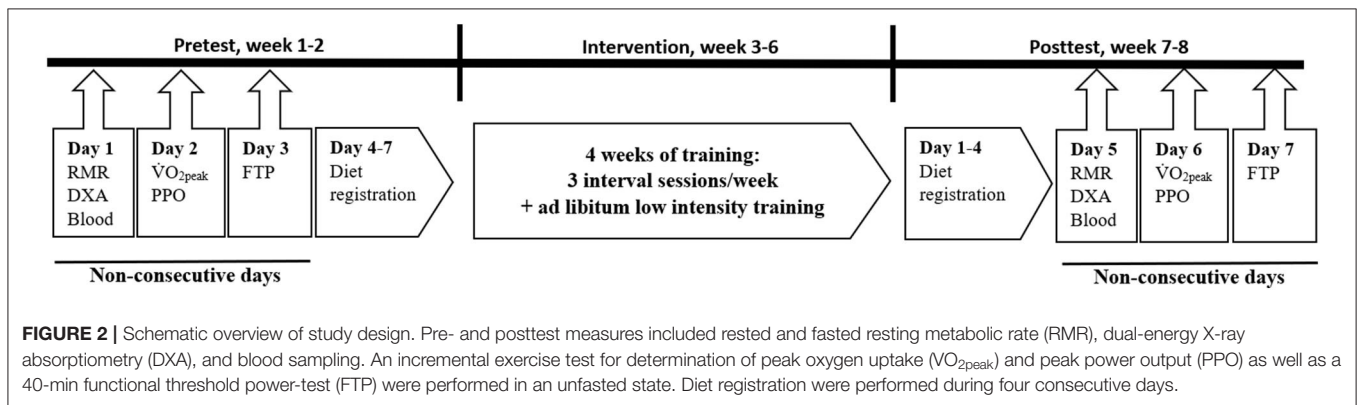 Pretest, week 1-2
Intervention, week 3-6
Posttest, week 7-8
Day 1
RMR
DXA
Blood
Day 2
V̇O2peak
PPO
Day 3
FTP
Day 4-7
Diet
registration
Non-consecutive days
4 weeks of training:
3 interval sessions/week
+ ad libitum low intensity training
Day 1-4
Diet
registration
Day 5
RMR
DXA
Blood
Day 6
V̇O2peak
PPO
Day 7
FTP
Non-consecutive days
FIGURE 2 | Schematic overview of study design. Pre- and posttest measures included rested and fasted resting metabolic rate (RMR), dual-energy X-ray
absorptiometry (DXA), and blood sampling. An incremental exercise test for determination of peak oxygen uptake (VO2peak) and peak power output (PPO) as well as a
40-min functional threshold power-test (FTP) were performed in an unfasted state. Diet registration were performed during four consecutive days.